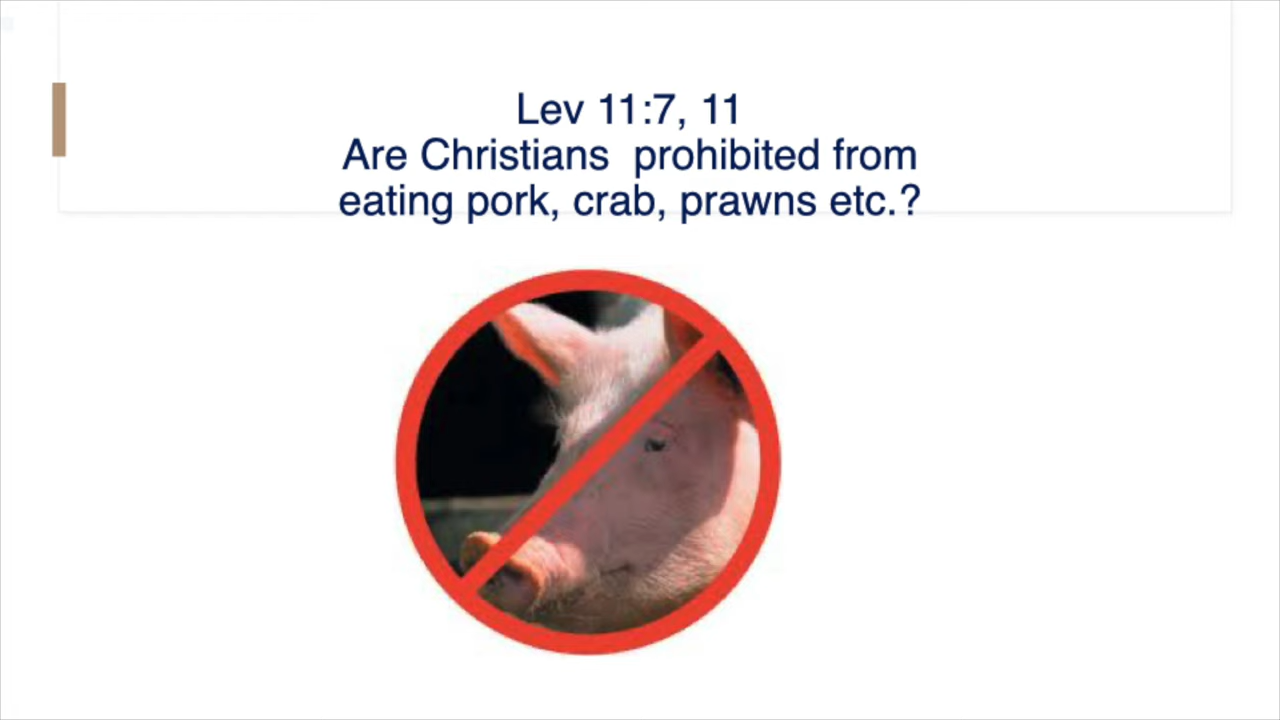 Lev 11:7, 11
Are Christians  prohibited from
eating pork, crab, prawns etc.?